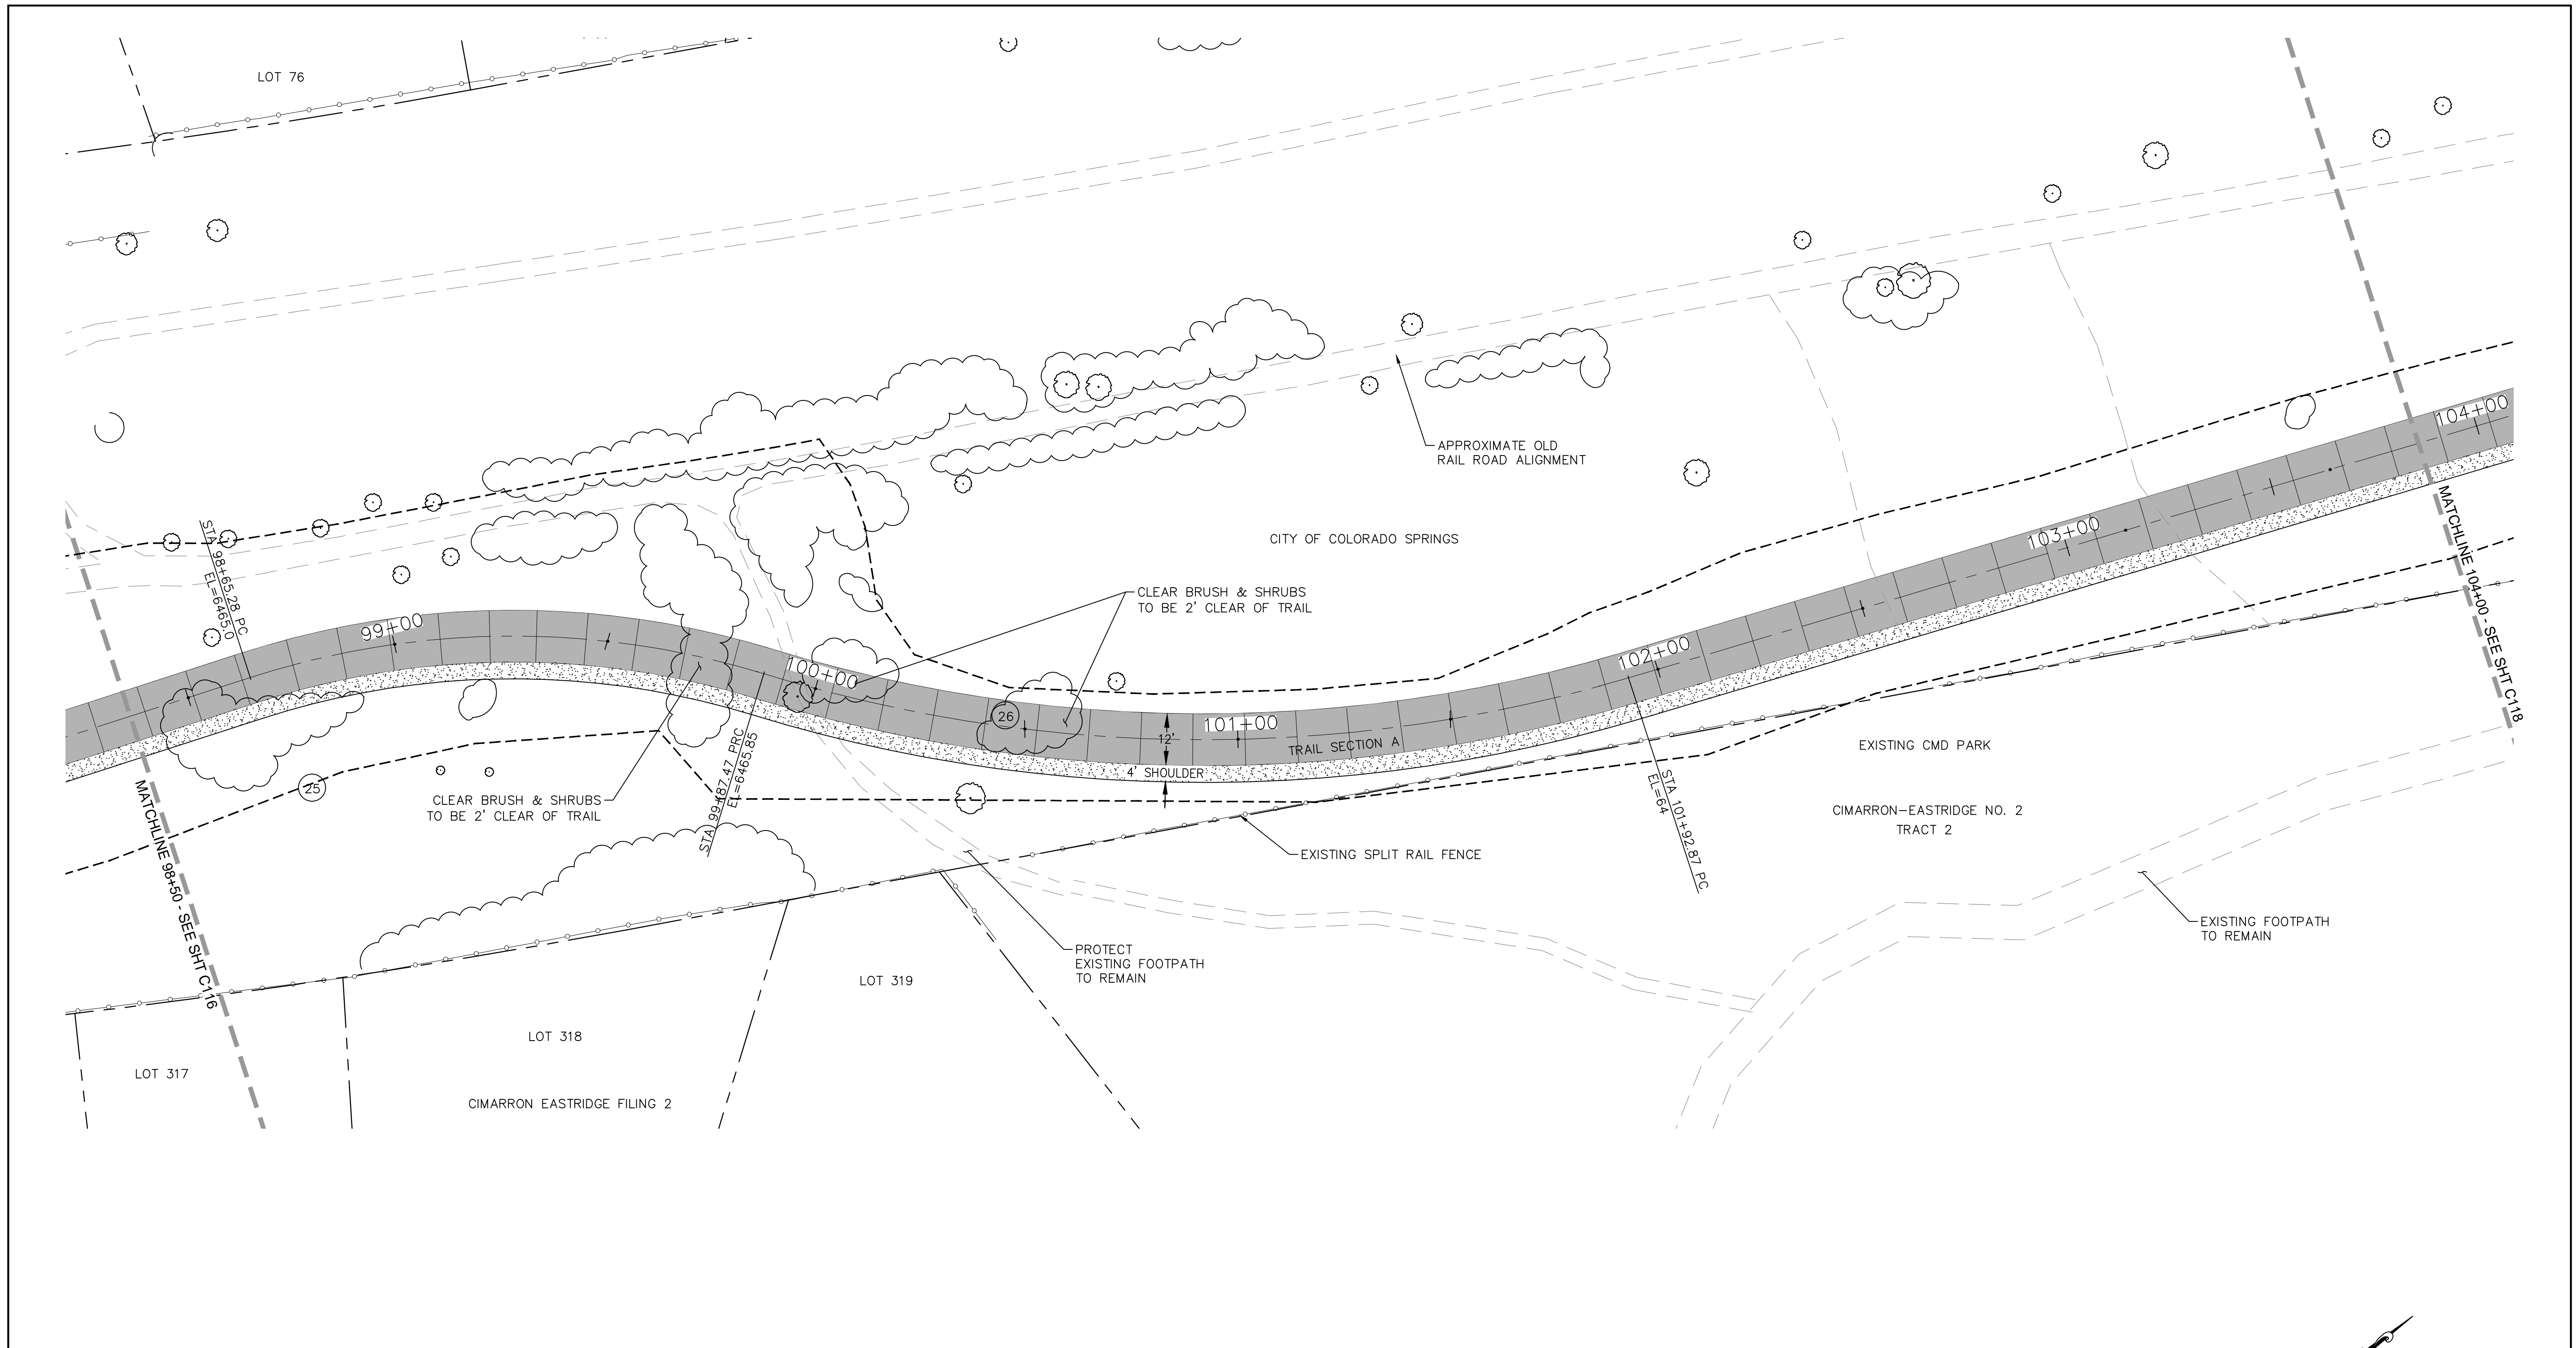 LOT 76
STA 98+65.28 PC
99+00
100+00
101+00
102+00
103+00
104+00
APPROXIMATE OLD
RAIL ROAD ALIGNMENT
CITY OF COLORADO SPRINGS
CLEAR BRUSH & SHRUBS
TO BE 2' CLEAR OF TRAIL
26
12'
TRAIL SECTION A
4' SHOULDER
25
CLEAR BRUSH & SHRUBS
TO BE 2' CLEAR OF TRAIL
STA 99+87.47 PRC
EL=6465.85
STA 101+92.87 PC
EL=64
EXISTING CMD PARK
CIMARRON-EASTRIDGE NO. 2
TRACT 2
MATCHLINE 98+50 - SEE SHT C116
MATCHLINE 104+00 - SEE SHT C118
EXISTING SPLIT RAIL FENCE
EXISTING FOOTPATH
TO REMAIN
PROTECT
EXISTING FOOTPATH
TO REMAIN
LOT 319
LOT 318
LOT 317
CIMARRON EASTRIDGE FILING 2